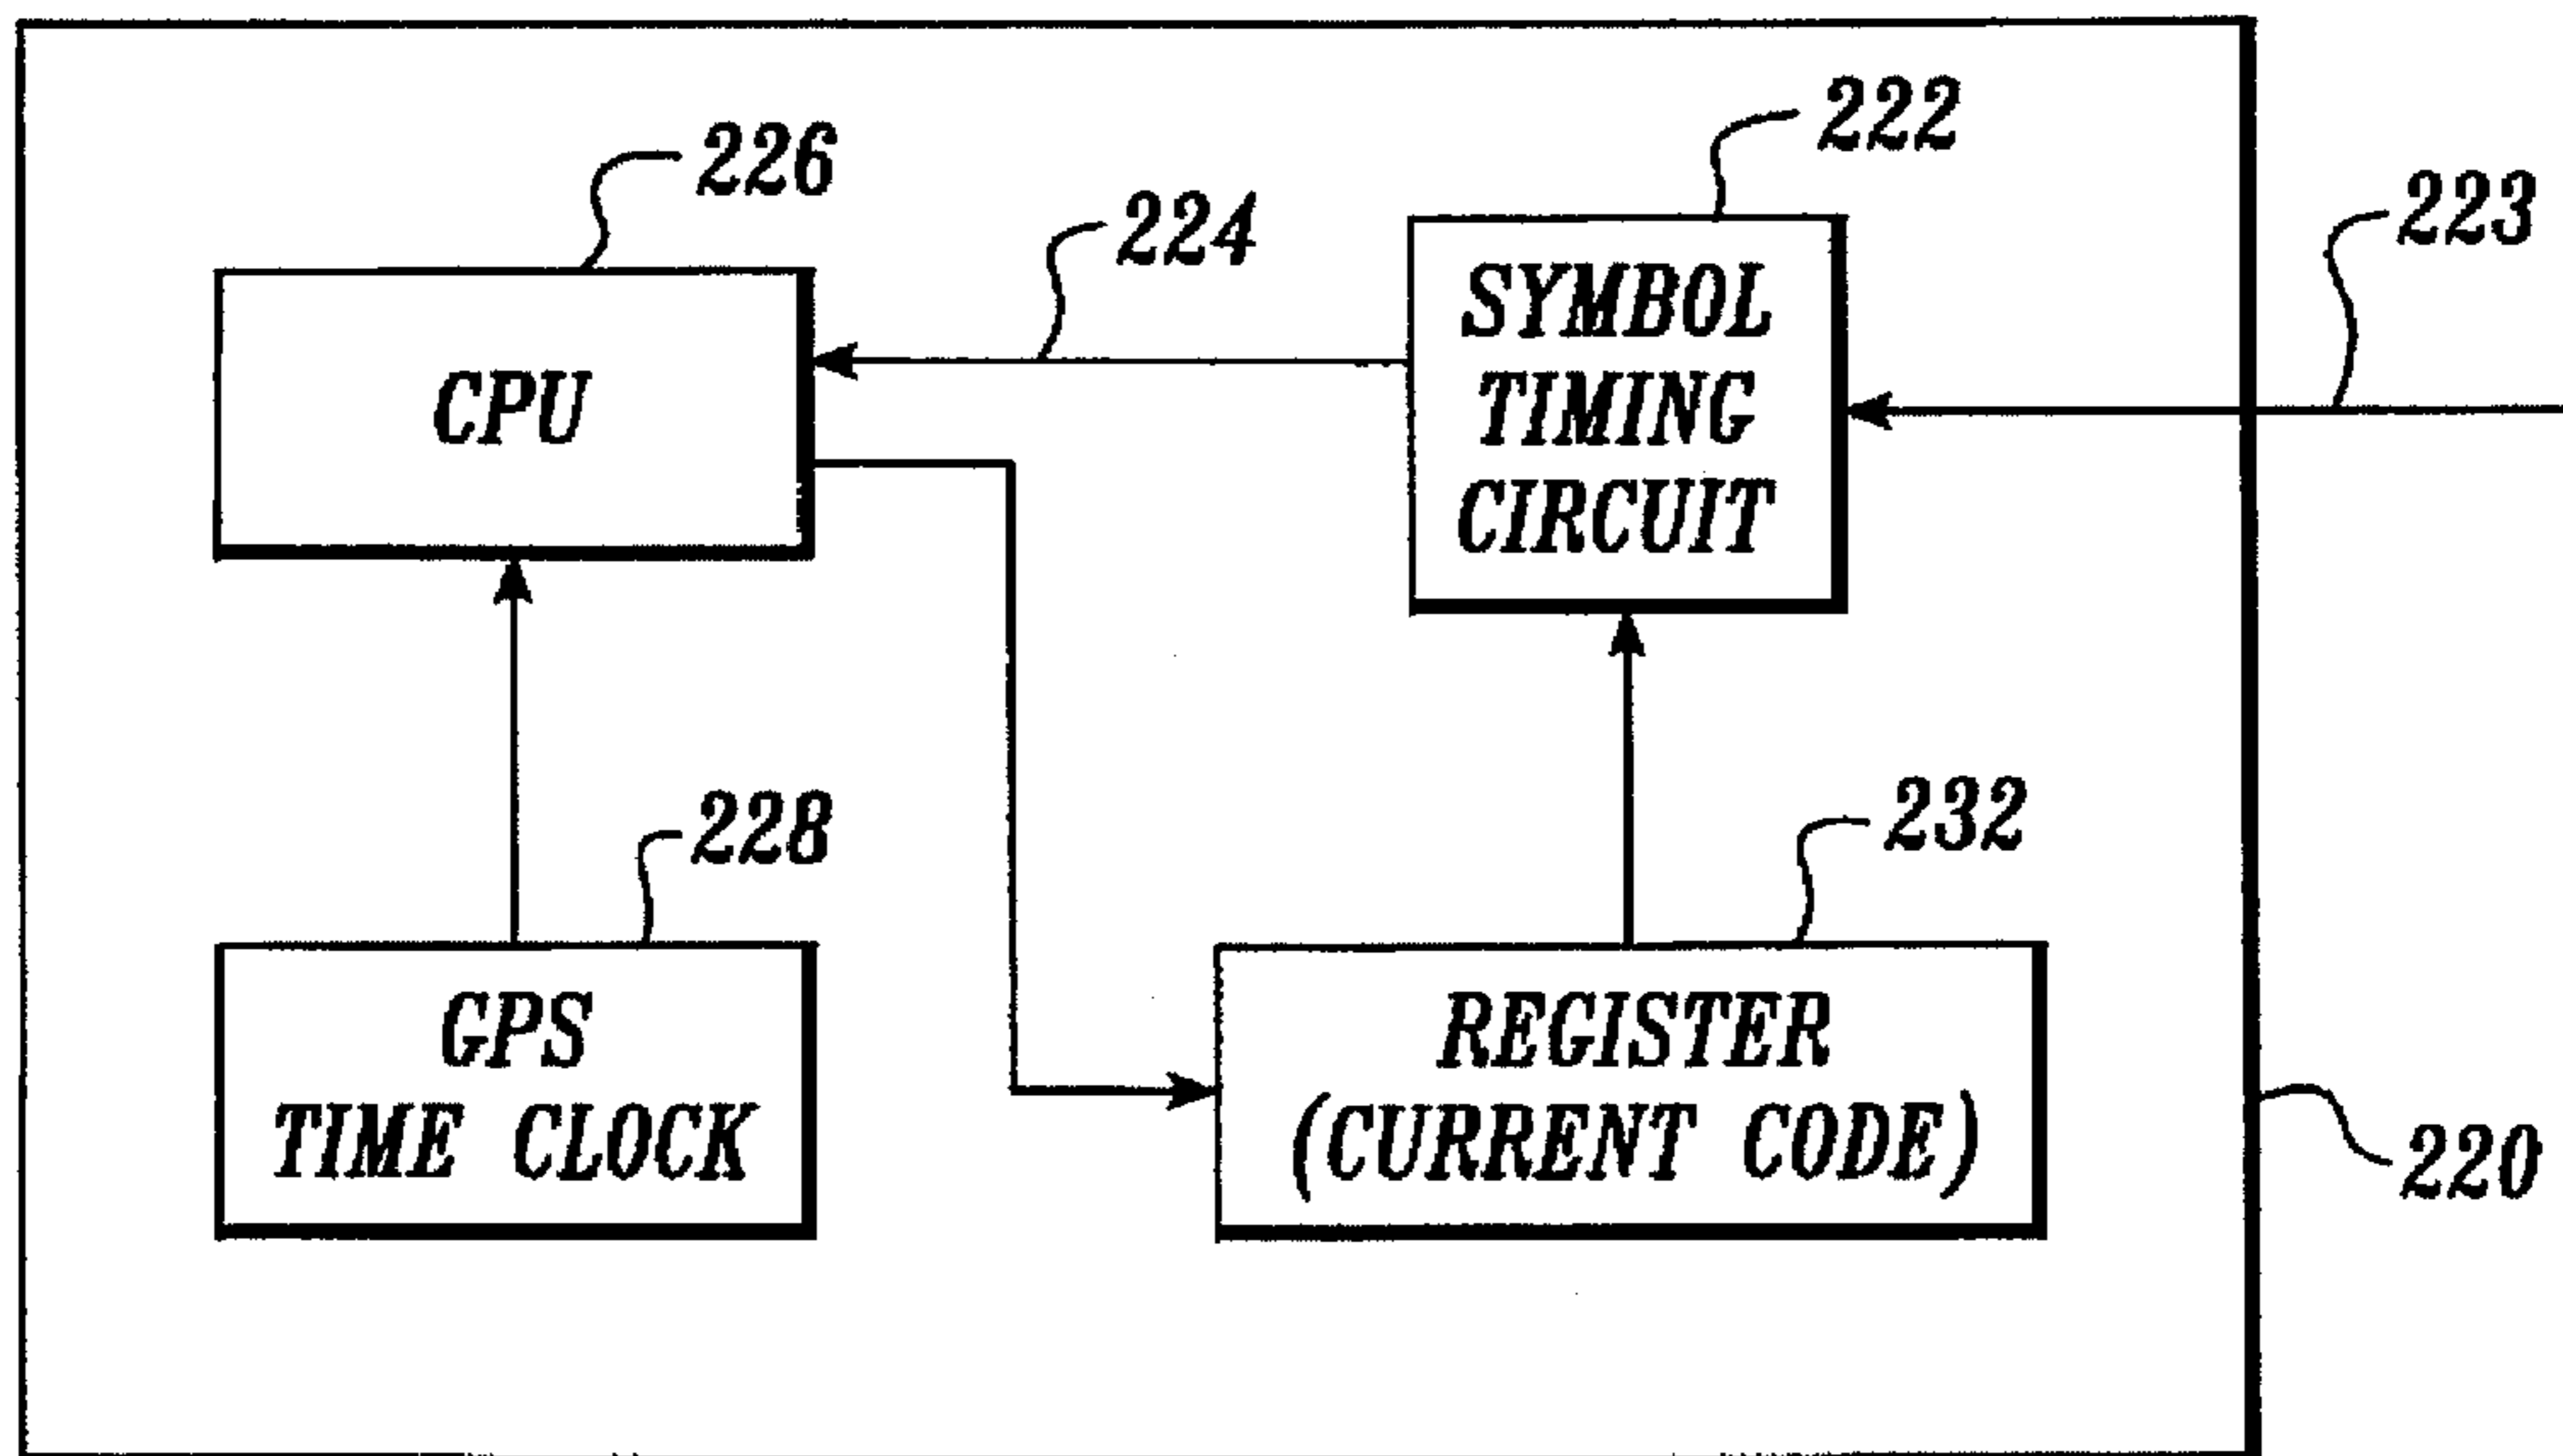 222
226
223
224
SYMBOL
TIMING
CIRCUIT
CPU
228
232
GPS
TIME CLOCK
REGISTER
(CURRENT CODE)
220